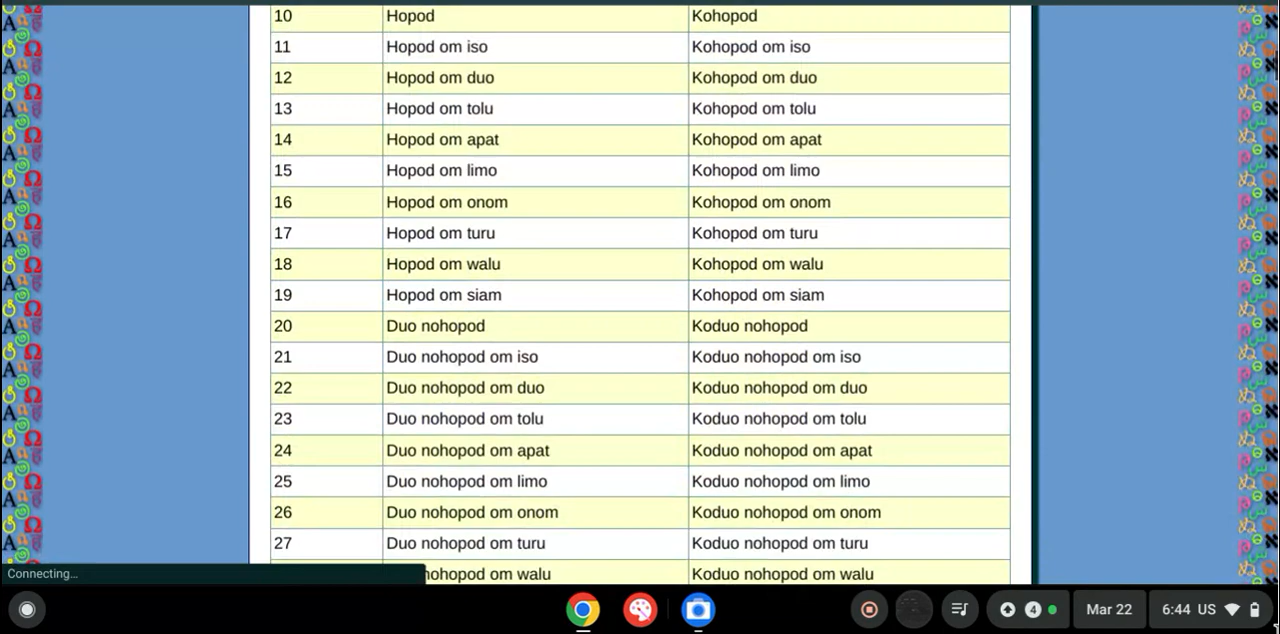 10 Hopod Kohopod
11 Hopod om iso Kohopod om iso
12 Hopod om duo Kohopod om duo
13 Hopod om tolu Kohopod om tolu
14 Hopod om apat Kohopod om apat
15 Hopod om limo Kohopod om limo
16 Hopod om onom Kohopod om onom
17 Hopod om turu Kohopod om turu
18 Hopod om walu Kohopod om walu
19 Hopod om siam Kohopod om siam
20 Duo nohopod Koduo nohopod
21 Duo nohopod om iso Koduo nohopod om iso
22 Duo nohopod om duo Koduo nohopod om duo
23 Duo nohopod om tolu Koduo nohopod om tolu
24 Duo nohopod om apat Koduo nohopod om apat
25 Duo nohopod om limo Koduo nohopod om limo
26 Duo nohopod om onom Koduo nohopod om onom
27 Duo nohopod om turu Koduo nohopod om turu
nohopod om walu Koduo nohopod om walu
Connecting...
4 Mar 22 6:44 US